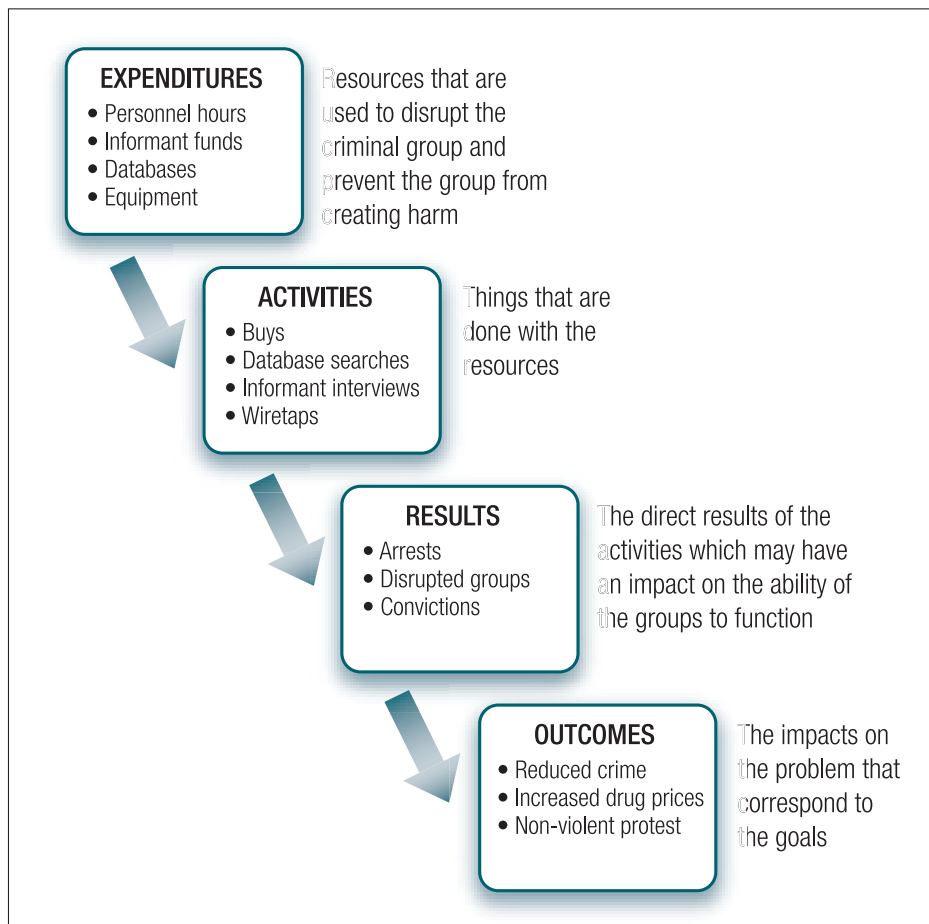 EXPENDITURES
• Personnel hours
• Informant funds
• Databases
• Equipment
Resources that are
used to disrupt the
criminal group and
prevent the group from
creating harm
ACTIVITIES
• Buys
• Database searches
• Informant interviews
• Wiretaps
Things that are
done with the
resources
RESULTS
• Arrests
• Disrupted groups
• Convictions
The direct results of the
activities which may have
an impact on the ability of
the groups to function
OUTCOMES
• Reduced crime
• Increased drug prices
• Non-violent protest
The impacts on
the problem that
correspond to
the goals